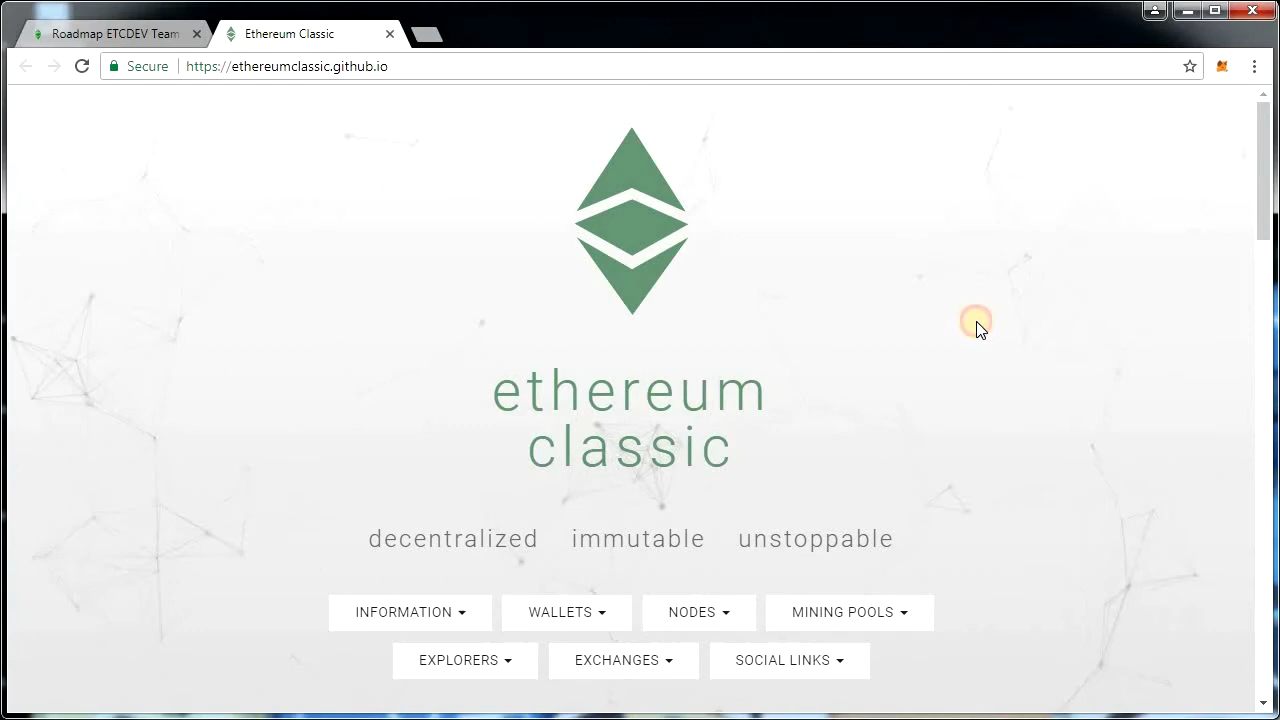 Roadmap ETCDEV Team
Ethereum Classic
Secure
https://ethereumclassic.github.io
ethereum
classic
decentralized immutable unstoppable
INFORMATION WALLETS NODES MINING POOLS
EXPLORERS EXCHANGES SOCIAL LINKS